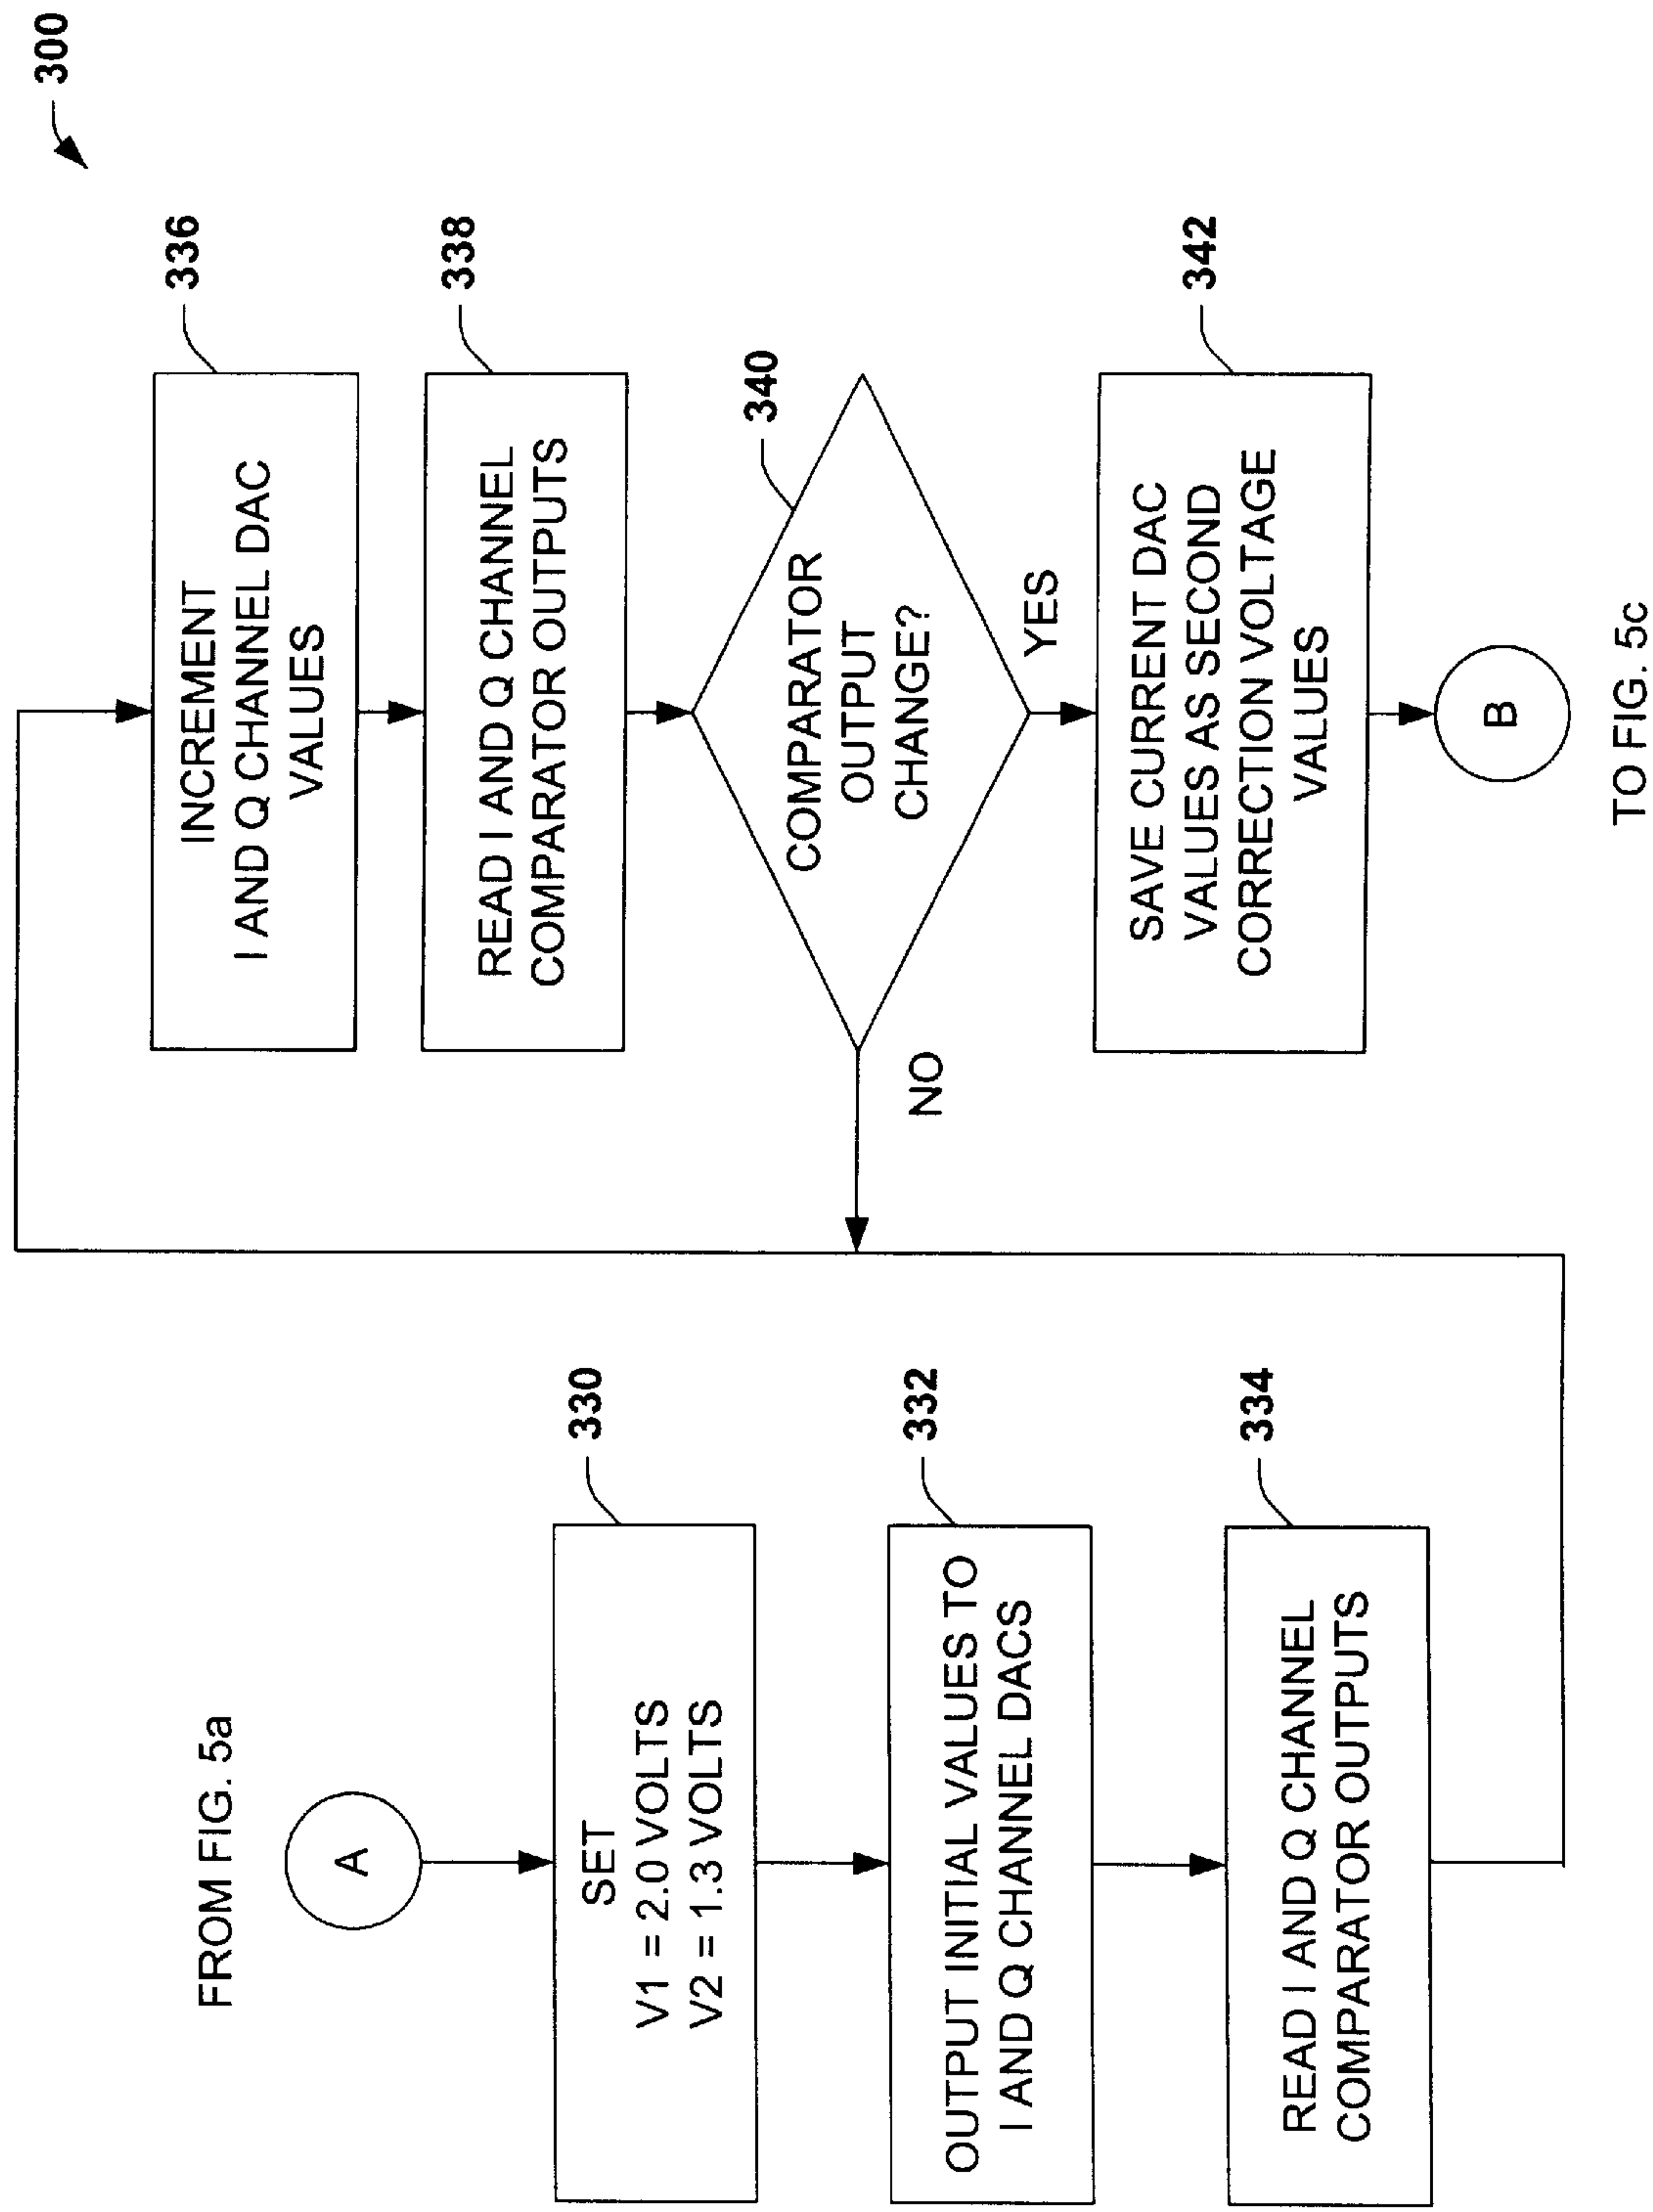 300
FROM FIG. 5a
A
330
SET
V1 = 2.0 VOLTS
V2 = 1.3 VOLTS
332
OUTPUT INITIAL VALUES TO
I AND Q CHANNEL DACS
334
READ I AND Q CHANNEL
COMPARATOR OUTPUTS
336
INCREMENT
I AND Q CHANNEL DAC
VALUES
338
READ I AND Q CHANNEL
COMPARATOR OUTPUTS
340
COMPARATOR
OUTPUT
CHANGE?
NO
YES
342
SAVE CURRENT DAC
VALUES AS SECOND
CORRECTION VOLTAGE
VALUES
B
TO FIG. 5c